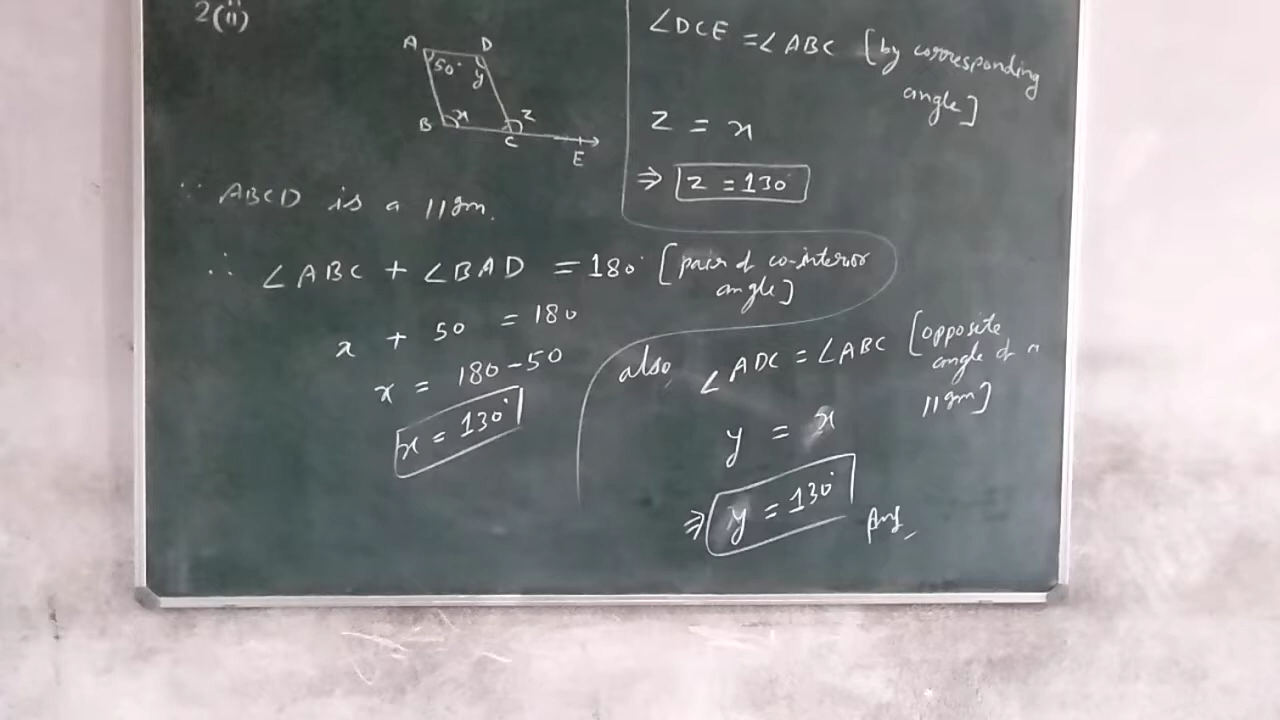 2(ii)
A D
50° y
B x z
C
E
∵ ABCD is a ||gm.
∴ ∠ABC + ∠BAD = 180° [pair of co-interior
angle]
x + 50 = 180
x = 180-50
x = 130°
∠DCE = ∠ABC [by corresponding
angle]
z = x
⇒ z = 130°
also, ∠ADC = ∠ABC [opposite
angle of a
||gm]
y = x
⇒ y = 130° Ans,